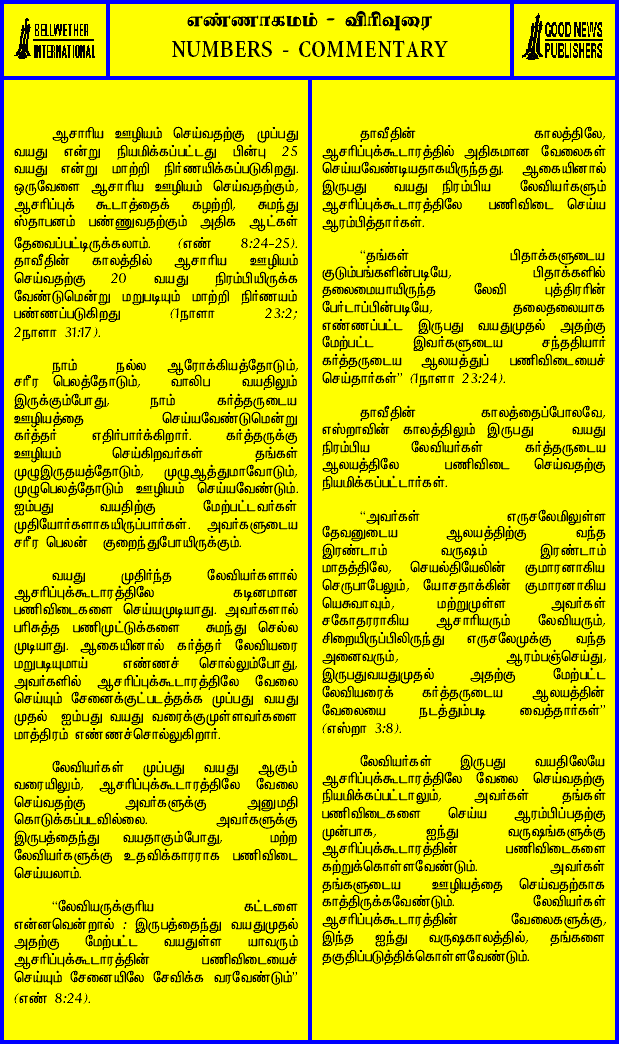 BELLWETHER
INTERNATIONAL
எண்ணாகமம் - விரிவுரை
NUMBERS - COMMENTARY
GOOD NEWS
PUBLISHERS
ஆசாரிய ஊழியம் செய்வதற்கு முப்பது
வயது என்று நியமிக்கப்பட்டது பின்பு 25
வயது என்று மாற்றி நிர்ணயிக்கப்படுகிறது.
ஒருவேளை ஆசாரிய ஊழியம் செய்வதற்கும்,
ஆசரிப்புக் கூடாத்தைக் கழற்றி, சுமந்து
ஸ்தாபனம் பண்ணுவதற்கும் அதிக ஆட்கள்
தேவைப்பட்டிருக்கலாம். (எண் 8:24-25).
தாவீதின் காலத்தில் ஆசாரிய ஊழியம்
செய்வதற்கு 20 வயது நிரம்பியிருக்க
வேண்டுமென்று மறுபடியும் மாற்றி நிர்ணயம்
பண்ணப்படுகிறது (1நாளா 23:2;
2நாளா 31:17).
நாம் நல்ல ஆரோக்கியத்தோடும்,
சரீர பெலத்தோடும், வாலிப வயதிலும்
இருக்கும்போது, நாம் கர்த்தருடைய
ஊழியத்தை செய்யவேண்டுமென்று
கர்த்தர் எதிர்பார்க்கிறார். கர்த்தருக்கு
ஊழியம் செய்கிறவர்கள் தங்கள்
முழுஇருதயத்தோடும், முழுஆத்துமாவோடும்,
முழுபெலத்தோடும் ஊழியம் செய்யவேண்டும்.
ஐம்பது வயதிற்கு மேற்பட்டவர்கள்
முதியோர்களாகயிருப்பார்கள். அவர்களுடைய
சரீர பெலன் குறைந்துபோயிருக்கும்.
வயது முதிர்ந்த லேவியர்களால்
ஆசரிப்புக்கூடாரத்திலே கடினமான
பணிவிடைகளை செய்யமுடியாது. அவர்களால்
பரிசுத்த பணிமுட்டுக்களை சுமந்து செல்ல
முடியாது. ஆகையினால் கர்த்தர் லேவியரை
மறுபடியுமாய் எண்ணச் சொல்லும்போது,
அவர்களில் ஆசரிப்புக்கூடாரத்திலே வேலை
செய்யும் சேனைக்குட்படத்தக்க முப்பது வயது
முதல் ஐம்பது வயது வரைக்குமுள்ளவர்களை
மாத்திரம் எண்ணச்சொல்லுகிறார்.
லேவியர்கள் முப்பது வயது ஆகும்
வரையிலும், ஆசரிப்புக்கூடாரத்திலே வேலை
செய்வதற்கு அவர்களுக்கு அனுமதி
கொடுக்கப்படவில்லை. அவர்களுக்கு
இருபத்தைந்து வயதாகும்போது, மற்ற
லேவியர்களுக்கு உதவிக்காரராக பணிவிடை
செய்யலாம்.
“லேவியருக்குரிய கட்டளை
என்னவென்றால் : இருபத்தைந்து வயதுமுதல்
அதற்கு மேற்பட்ட வயதுள்ள யாவரும்
ஆசரிப்புக்கூடாரத்தின் பணிவிடையைச்
செய்யும் சேனையிலே சேவிக்க வரவேண்டும்”
(எண் 8:24).
தாவீதின் காலத்திலே,
ஆசரிப்புக்கூடாரத்தில் அதிகமான வேலைகள்
செய்யவேண்டியதாகயிருந்தது. ஆகையினால்
இருபது வயது நிரம்பிய லேவியர்களும்
ஆசரிப்புக்கூடாரத்திலே பணிவிடை செய்ய
ஆரம்பித்தார்கள்.
“தங்கள் பிதாக்களுடைய
குடும்பங்களின்படியே, பிதாக்களில்
தலைமையாயிருந்த லேவி புத்திரரின்
பேர்டாப்பின்படியே, தலைதலையாக
எண்ணப்பட்ட இருபது வயதுமுதல் அதற்கு
மேற்பட்ட இவர்களுடைய சந்ததியார்
கர்த்தருடைய ஆலயத்துப் பணிவிடையைச்
செய்தார்கள்” (1நாளா 23:24).
தாவீதின் காலத்தைப்போலவே,
எஸ்றாவின் காலத்திலும் இருபது வயது
நிரம்பிய லேவியர்கள் கர்த்தருடைய
ஆலயத்திலே பணிவிடை செய்வதற்கு
நியமிக்கப்பட்டார்கள்.
“அவர்கள் எருசலேமிலுள்ள
தேவனுடைய ஆலயத்திற்கு வந்த
இரண்டாம் வருஷம் இரண்டாம்
மாதத்திலே, செயல்தியேலின் குமாரனாகிய
செருபாபேலும், யோசதாக்கின் குமாரனாகிய
யெசுவாவும், மற்றுமுள்ள அவர்கள்
சகோதரராகிய ஆசாரியரும் லேவியரும்,
சிறையிருப்பிலிருந்து எருசலேமுக்கு வந்த
அனைவரும், ஆரம்பஞ்செய்து,
இருபதுவயதுமுதல் அதற்கு மேற்பட்ட
லேவியரைக் கர்த்தருடைய ஆலயத்தின்
வேலையை நடத்தும்படி வைத்தார்கள்”
(எஸ்றா 3:8).
லேவியர்கள் இருபது வயதிலேயே
ஆசரிப்புக்கூடாரத்திலே வேலை செய்வதற்கு
நியமிக்கப்பட்டாலும், அவர்கள் தங்கள்
பணிவிடைகளை செய்ய ஆரம்பிப்பதற்கு
முன்பாக, ஐந்து வருஷங்களுக்கு
ஆசரிப்புக்கூடாரத்தின் பணிவிடைகளை
கற்றுக்கொள்ளவேண்டும். அவர்கள்
தங்களுடைய ஊழியத்தை செய்வதற்காக
காத்திருக்கவேண்டும். லேவியர்கள்
ஆசரிப்புக்கூடாரத்தின் வேலைகளுக்கு,
இந்த ஐந்து வருஷகாலத்தில், தங்களை
தகுதிப்படுத்திக்கொள்ளவேண்டும்.